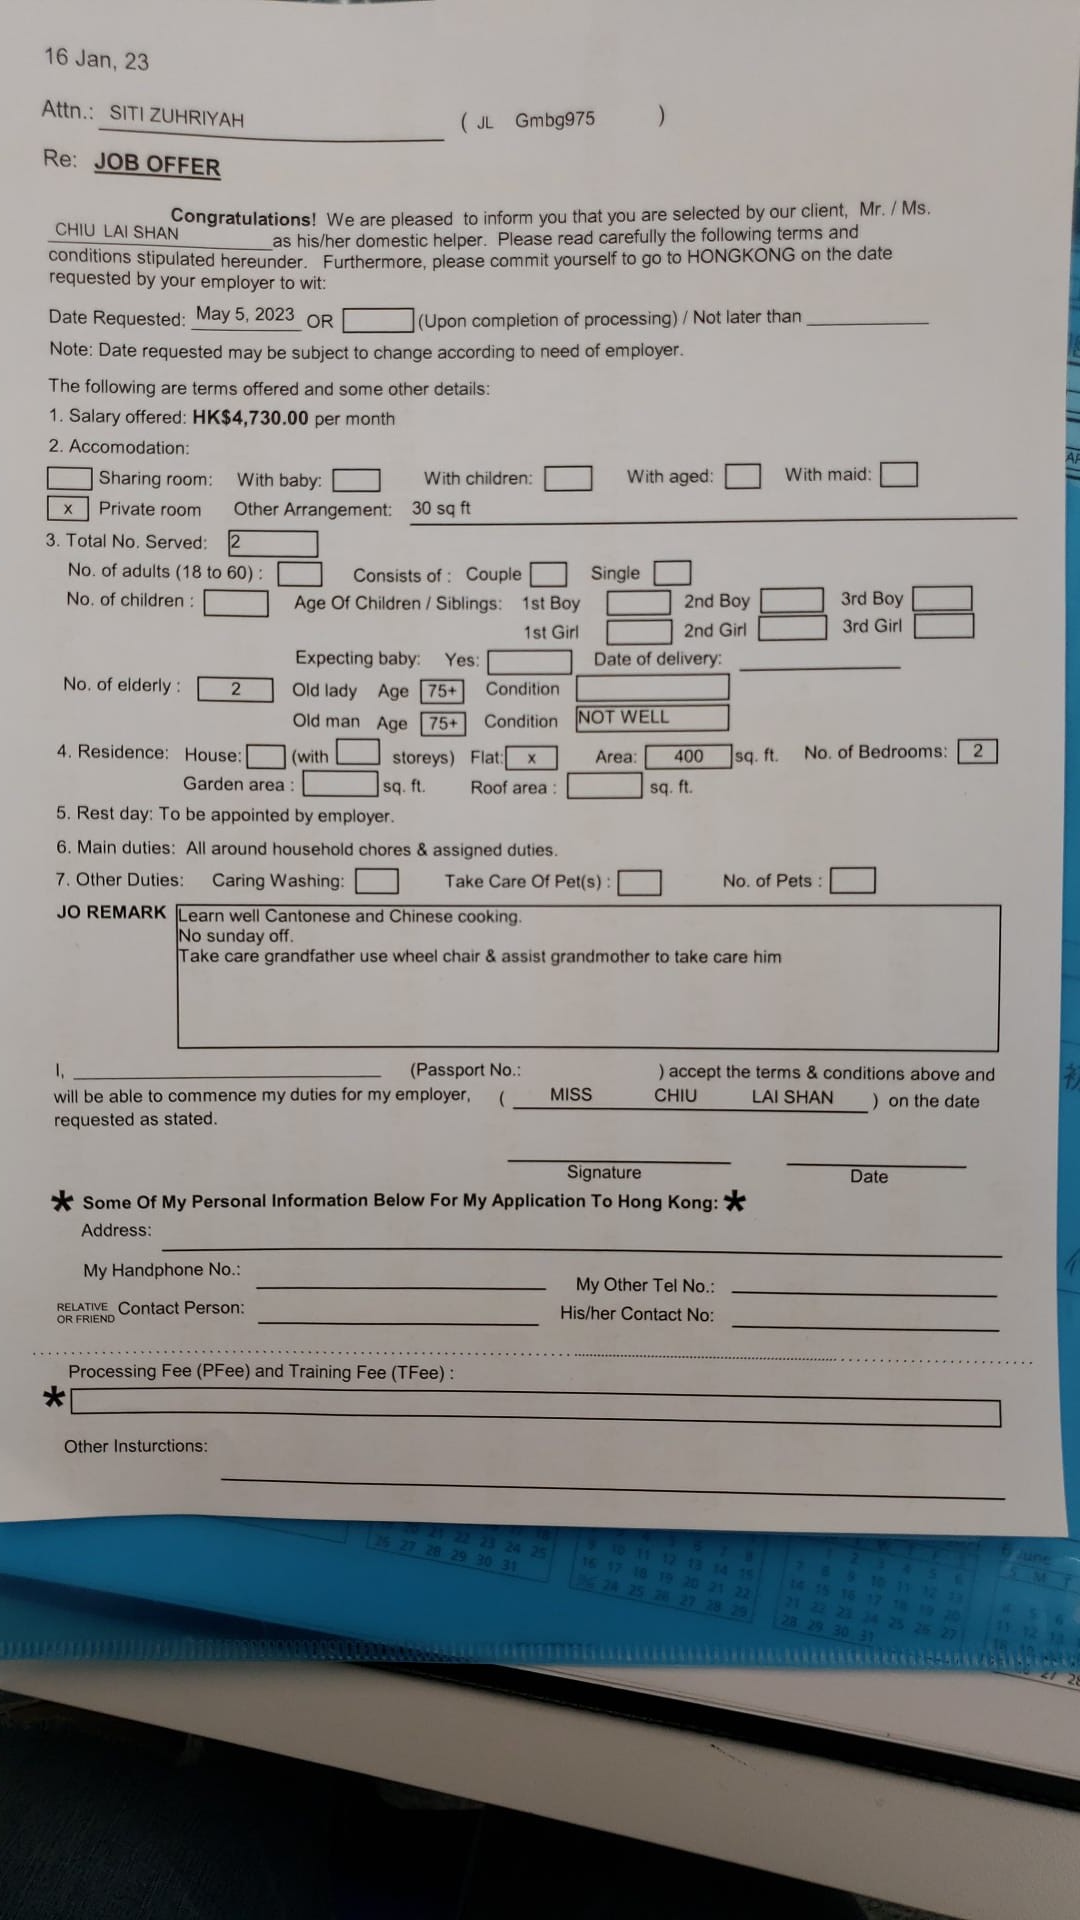 16 Jan, 23
Attn.: SITI ZUHRIYAH ( JL Gmbg975 )
Re: JOB OFFER
Congratulations! We are pleased to inform you that you are selected by our client, Mr. / Ms.
CHIU LAI SHAN as his/her domestic helper. Please read carefully the following terms and
conditions stipulated hereunder. Furthermore, please commit yourself to go to HONGKONG on the date
requested by your employer to wit:
Date Requested: May 5, 2023 OR (Upon completion of processing) / Not later than
Note: Date requested may be subject to change according to need of employer.
The following are terms offered and some other details:
1. Salary offered: HK$4,730.00 per month
2. Accomodation:
Sharing room: With baby: With children: With aged: With maid:
x Private room Other Arrangement: 30 sq ft
3. Total No. Served: 2
No. of adults (18 to 60) : Consists of : Couple Single
No. of children : Age Of Children / Siblings: 1st Boy 2nd Boy 3rd Boy
1st Girl 2nd Girl 3rd Girl
Expecting baby: Yes: Date of delivery:
No. of elderly : 2 Old lady Age 75+ Condition
Old man Age 75+ Condition NOT WELL
4. Residence: House: (with storeys) Flat: x Area: 400 sq. ft. No. of Bedrooms: 2
Garden area : sq. ft. Roof area : sq. ft.
5. Rest day: To be appointed by employer.
6. Main duties: All around household chores & assigned duties.
7. Other Duties: Caring Washing: Take Care Of Pet(s) : No. of Pets :
JO REMARK Learn well Cantonese and Chinese cooking.
No sunday off.
Take care grandfather use wheel chair & assist grandmother to take care him
I, (Passport No.: ) accept the terms & conditions above and
will be able to commence my duties for my employer, ( MISS CHIU LAI SHAN ) on the date
requested as stated.
Signature Date
* Some Of My Personal Information Below For My Application To Hong Kong: *
Address:
My Handphone No.: My Other Tel No.:
RELATIVE OR FRIEND Contact Person: His/her Contact No:
Processing Fee (PFee) and Training Fee (TFee) :
*
Other Insturctions: